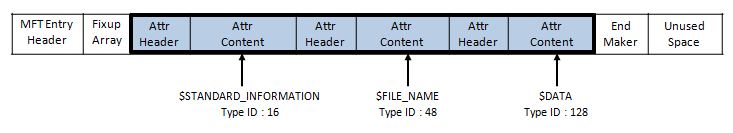 MFT Entry Header
Fixup Array
Attr Header
Attr Content
Attr Header
Attr Content
Attr Header
Attr Content
End Maker
Unused Space
$STANDARD_INFORMATION
Type ID : 16
$FILE_NAME
Type ID : 48
$DATA
Type ID : 128